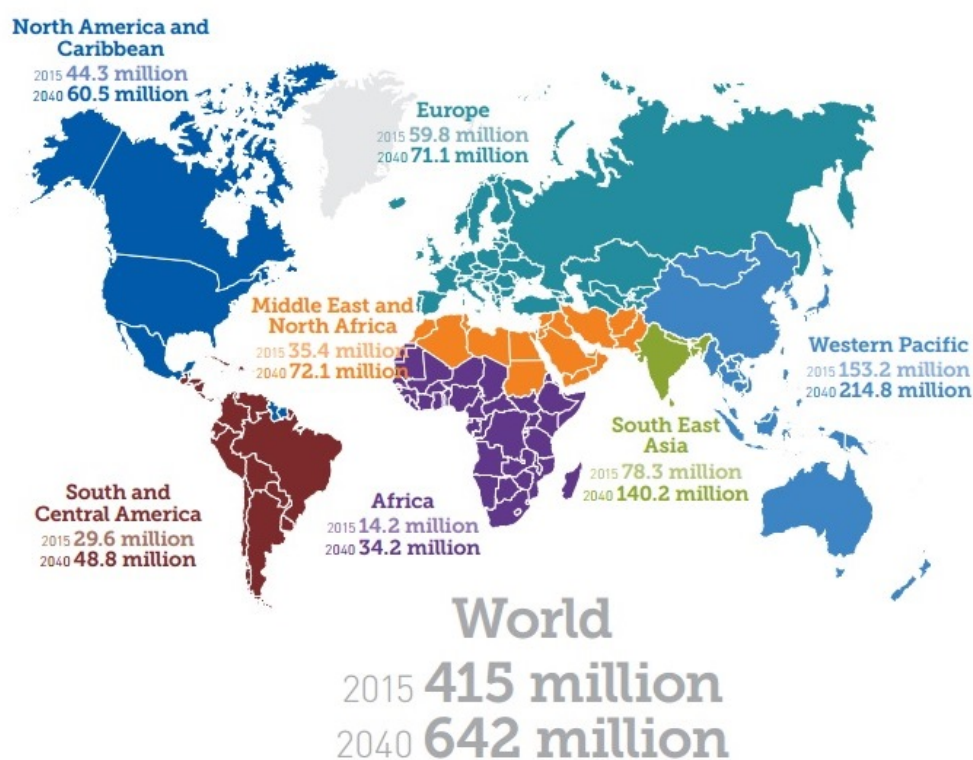 North America and
Caribbean
2015 44.3 million
2040 60.5 million
Europe
2015 59.8 million
2040 71.1 million
Middle East and
North Africa
2015 35.4 million
2040 72.1 million
Western Pacific
2015 153.2 million
2040 214.8 million
South East
Asia
2015 78.3 million
2040 140.2 million
South and
Central America
2015 29.6 million
2040 48.8 million
Africa
2015 14.2 million
2040 34.2 million
World
2015 415 million
2040 642 million